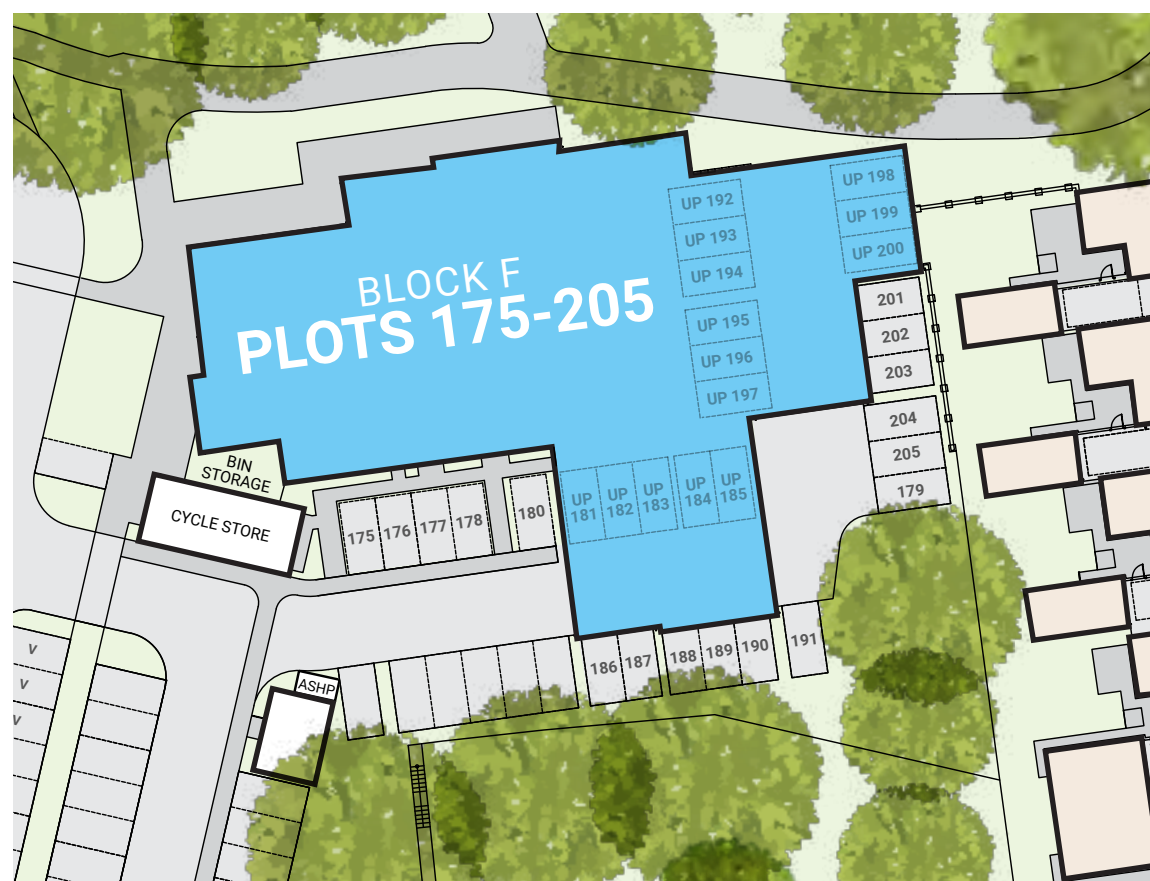 UP 198
UP 192
UP 199
UP 193
UP 200
UP 194
BLOCK F
PLOTS 175-205
201
202
203
UP 195
UP 196
UP 197
204
205
179
BIN
STORAGE
CYCLE STORE
175
176
177
178
180
UP
181
UP
182
UP
183
UP
184
UP
185
186
187
188
189
190
191
V
V
V
ASHP